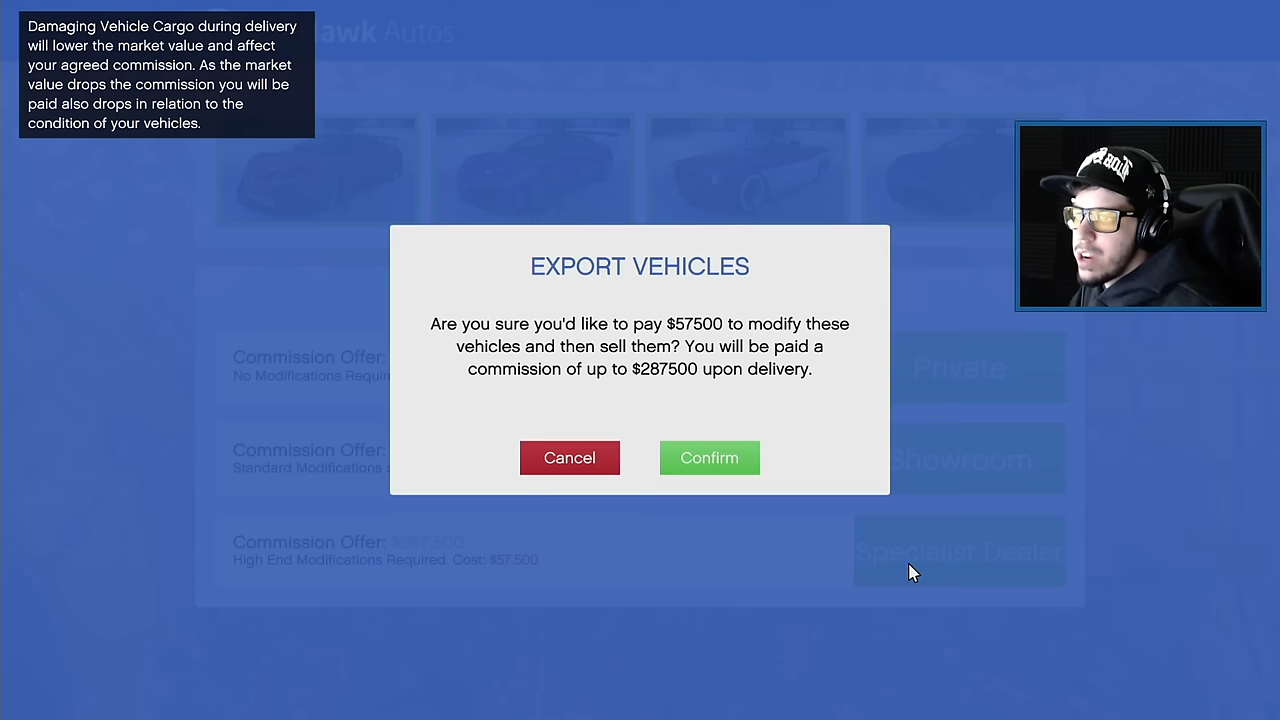 Damaging Vehicle Cargo during delivery
will lower the market value and affect
your agreed commission. As the market
value drops the commission you will be
paid also drops in relation to the
condition of your vehicles.
Autos
EXPORT VEHICLES
Are you sure you'd like to pay $57500 to modify these
vehicles and then sell them? You will be paid a
commission of up to $287500 upon delivery.
Cancel
Confirm
Commission Offer:
No Modifications
Private
Commission Offer:
Standard Modifications
Showroom
Commission Offer: $287,500
High End Modifications Required. Cost: $57,500
Specialist Dealer